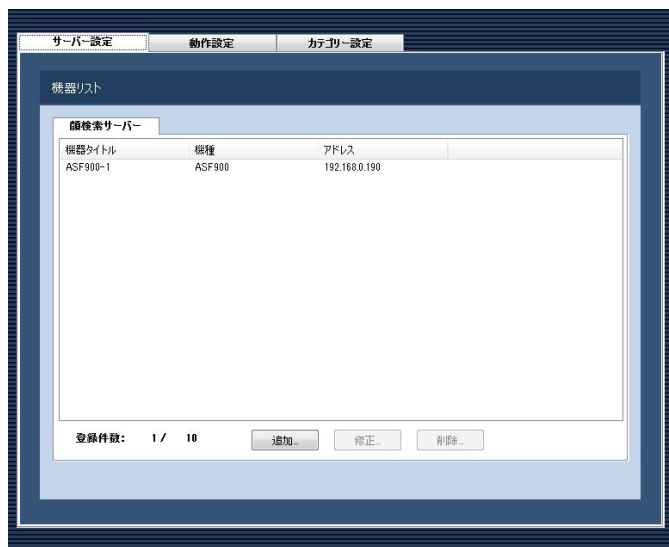 サーバー設定 動作設定 カテゴリー設定
機器リスト
顔検索サーバー
機器タイトル 機種 アドレス
ASF900-1 ASF900 192.168.0.190
登録件数: 1 / 10 追加... 修正... 削除...